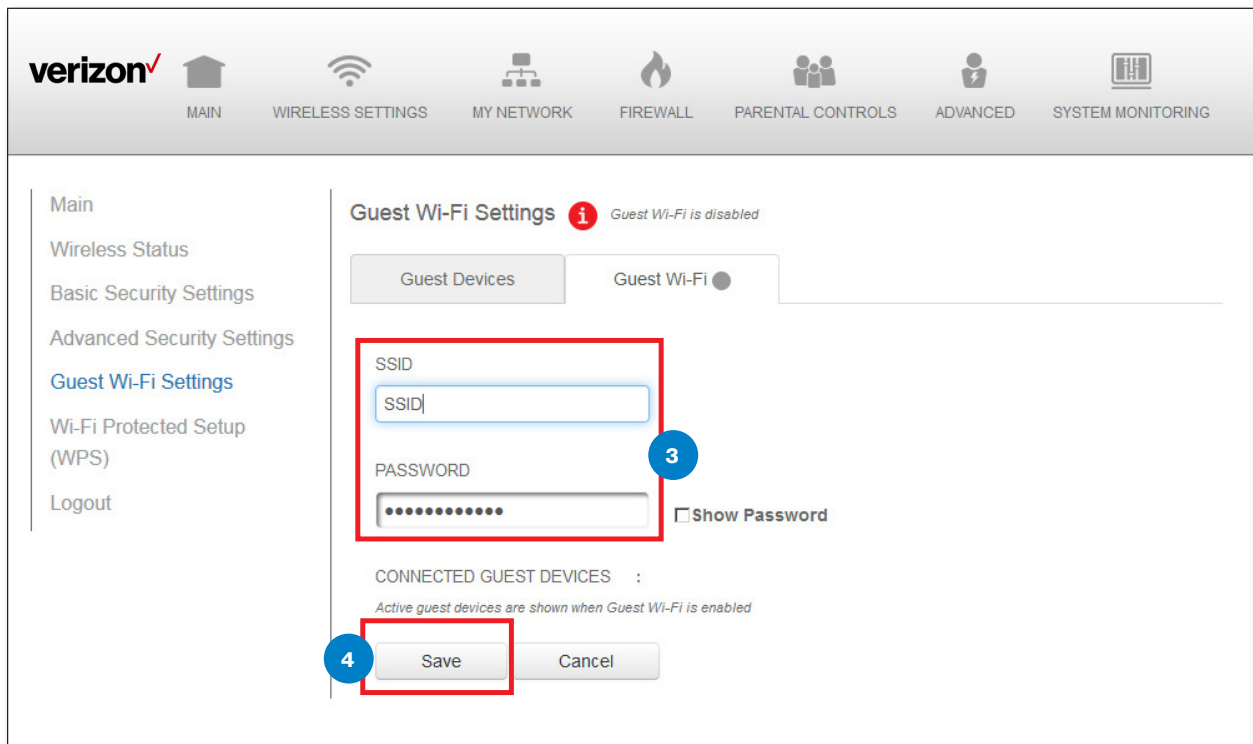 verizon
MAIN
WIRELESS SETTINGS
MY NETWORK
FIREWALL
PARENTAL CONTROLS
ADVANCED
SYSTEM MONITORING
Main
Wireless Status
Basic Security Settings
Advanced Security Settings
Guest Wi-Fi Settings
Wi-Fi Protected Setup
(WPS)
Logout
Guest Wi-Fi Settings i Guest Wi-Fi is disabled
Guest Devices
Guest Wi-Fi
SSID
SSID
3
PASSWORD
••••••••••••
Show Password
CONNECTED GUEST DEVICES :
Active guest devices are shown when Guest Wi-Fi is enabled
4
Save
Cancel